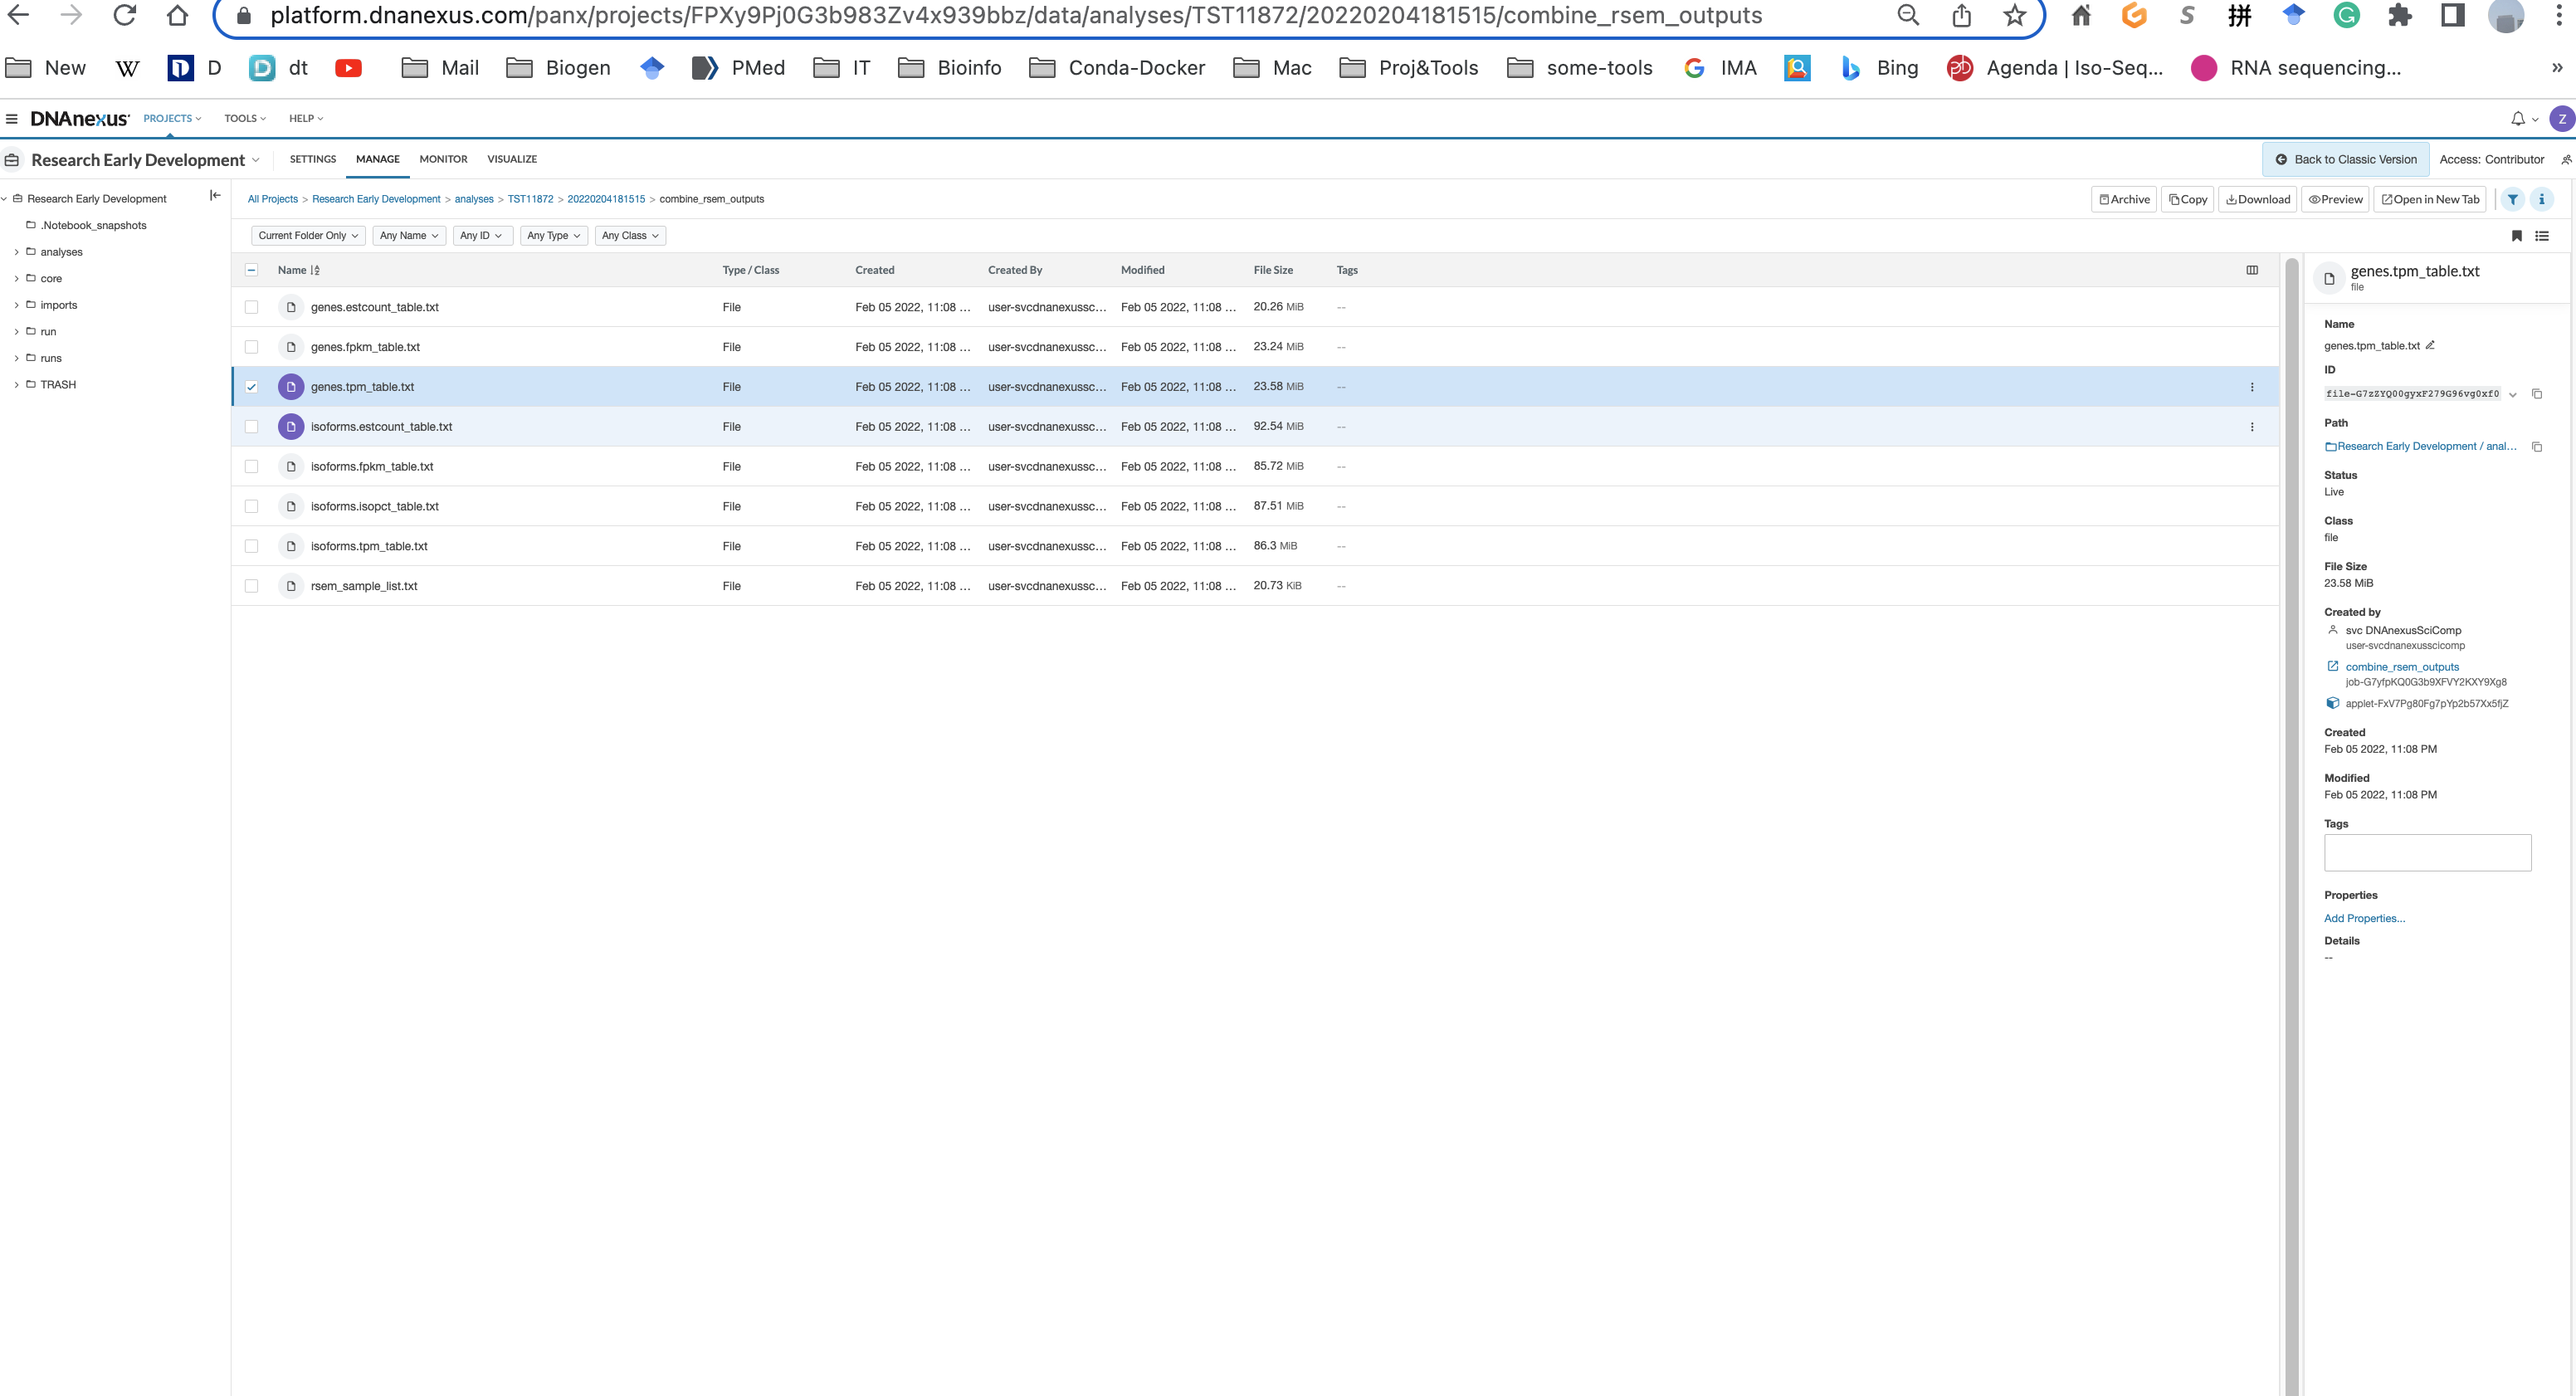 platform.dnanexus.com/panx/projects/FPXy9Pj0G3b983Zv4x939bbz/data/analyses/TST11872/20220204181515/combine_rsem_outputs
New W D dt Mail Biogen PMed IT Bioinfo Conda-Docker Mac Proj&Tools some-tools IMA Bing Agenda | Iso-Seq... RNA sequencing... »
DNAnexus PROJECTS TOOLS HELP Z
Research Early Development SETTINGS MANAGE MONITOR VISUALIZE Back to Classic Version Access: Contributor
Research Early Development
.Notebook_snapshots
analyses
core
imports
run
runs
TRASH
All Projects > Research Early Development > analyses > TST11872 > 20220204181515 > combine_rsem_outputs
Archive Copy Download Preview Open in New Tab
Current Folder Only Any Name Any ID Any Type Any Class
Name Type / Class Created Created By Modified File Size Tags
genes.estcount_table.txt File Feb 05 2022, 11:08 ... user-svcdnanexussc... Feb 05 2022, 11:08 ... 20.26 MiB --
genes.fpkm_table.txt File Feb 05 2022, 11:08 ... user-svcdnanexussc... Feb 05 2022, 11:08 ... 23.24 MiB --
genes.tpm_table.txt File Feb 05 2022, 11:08 ... user-svcdnanexussc... Feb 05 2022, 11:08 ... 23.58 MiB --
isoforms.estcount_table.txt File Feb 05 2022, 11:08 ... user-svcdnanexussc... Feb 05 2022, 11:08 ... 92.54 MiB --
isoforms.fpkm_table.txt File Feb 05 2022, 11:08 ... user-svcdnanexussc... Feb 05 2022, 11:08 ... 85.72 MiB --
isoforms.isopct_table.txt File Feb 05 2022, 11:08 ... user-svcdnanexussc... Feb 05 2022, 11:08 ... 87.51 MiB --
isoforms.tpm_table.txt File Feb 05 2022, 11:08 ... user-svcdnanexussc... Feb 05 2022, 11:08 ... 86.3 MiB --
rsem_sample_list.txt File Feb 05 2022, 11:08 ... user-svcdnanexussc... Feb 05 2022, 11:08 ... 20.73 KiB --
genes.tpm_table.txt
file
Name
genes.tpm_table.txt
ID
file-G7zZYQ00gyxF279G96vg0xf0
Path
Research Early Development / anal...
Status
Live
Class
file
File Size
23.58 MiB
Created by
svc DNAnexusSciComp
user-svcdnanexusscicomp
combine_rsem_outputs
job-G7yfpKQ0G3b9XFVY2KXY9Xg8
applet-FxV7Pg80Fg7pYp2b57Xx5fjZ
Created
Feb 05 2022, 11:08 PM
Modified
Feb 05 2022, 11:08 PM
Tags
Properties
Add Properties...
Details
--